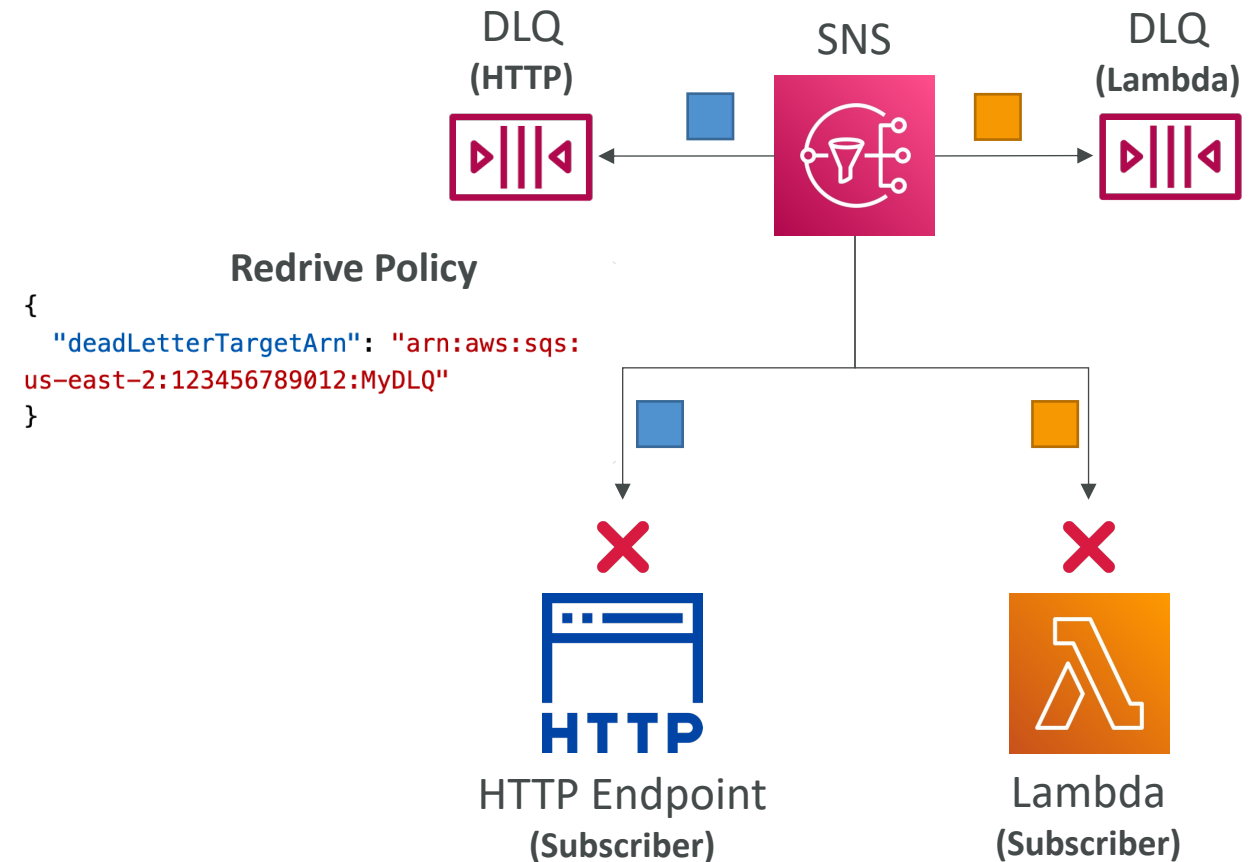 DLQ
(HTTP)
SNS
DLQ
(Lambda)
Redrive Policy
{
"deadLetterTargetArn": "arn:aws:sqs:
us-east-2:123456789012:MyDLQ"
}
HTTP
HTTP Endpoint
(Subscriber)
Lambda
(Subscriber)